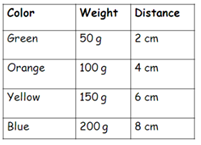 Color Weight Distance
Green 50 g 2 cm
Orange 100 g 4 cm
Yellow 150 g 6 cm
Blue 200 g 8 cm